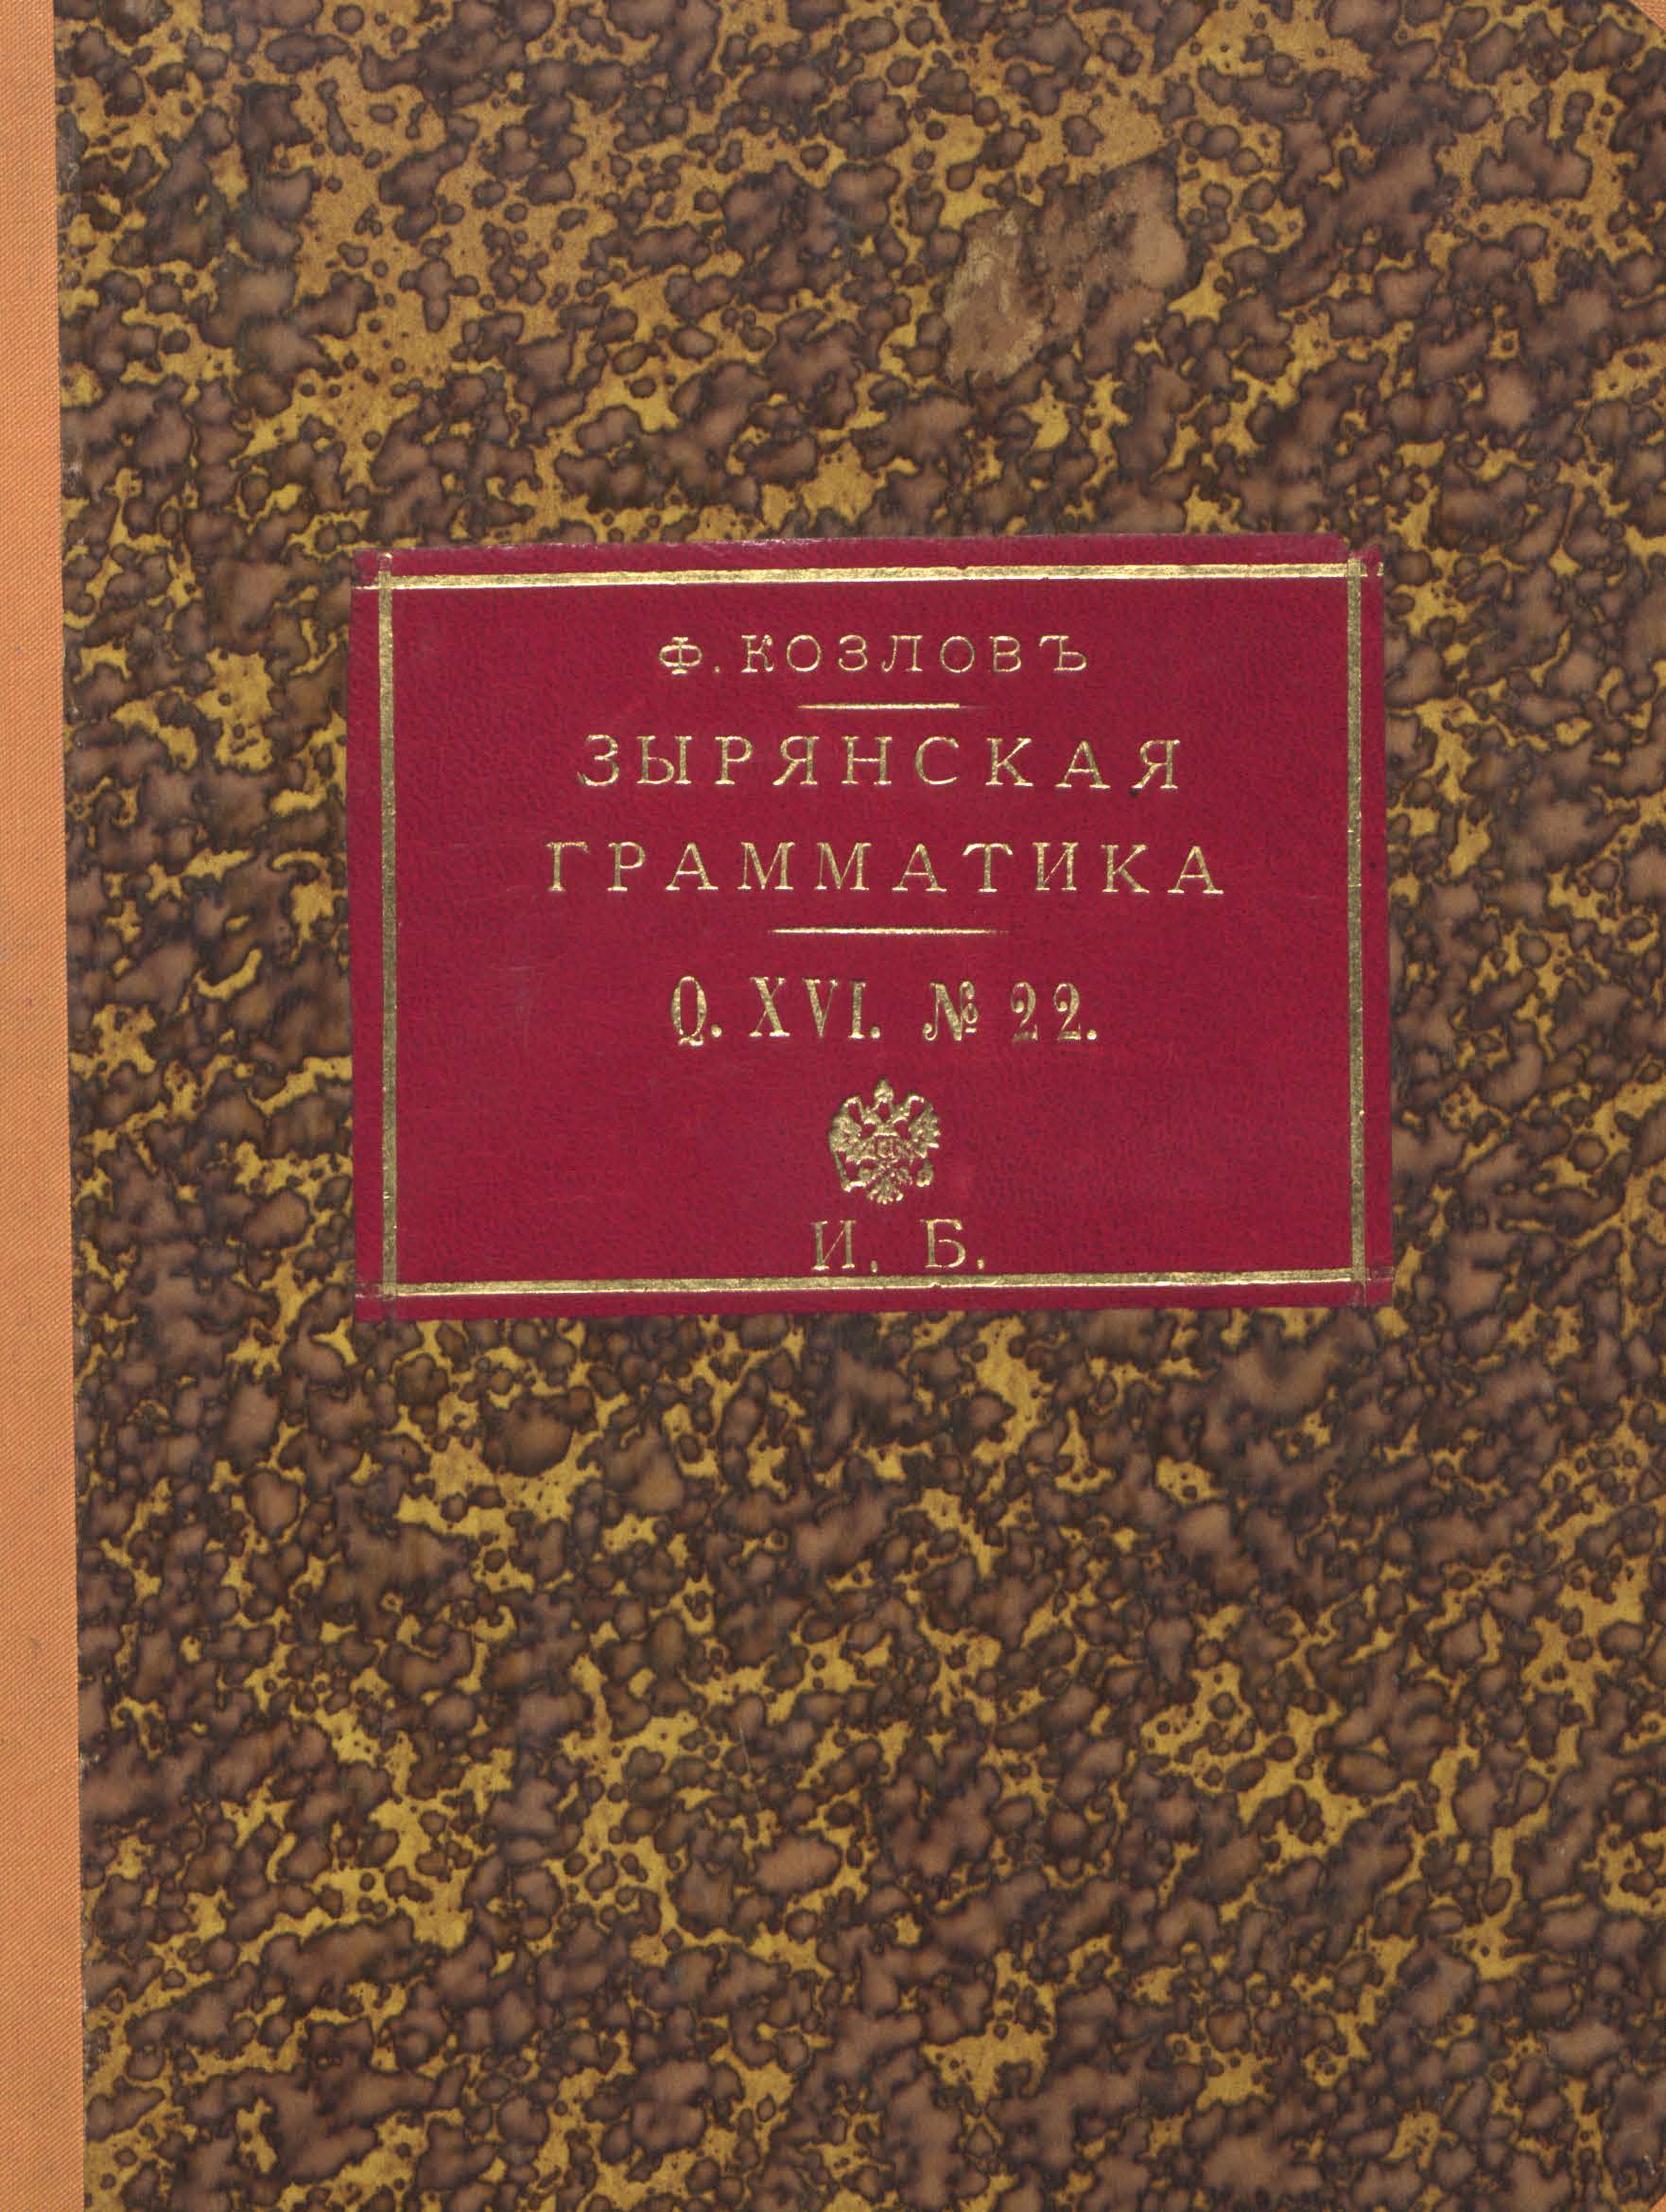 Ф. КОЗЛОВЪ
ЗЫРЯНСКАЯ
ГРАММАТИКА
Q. XVI. № 22.
И. Б.